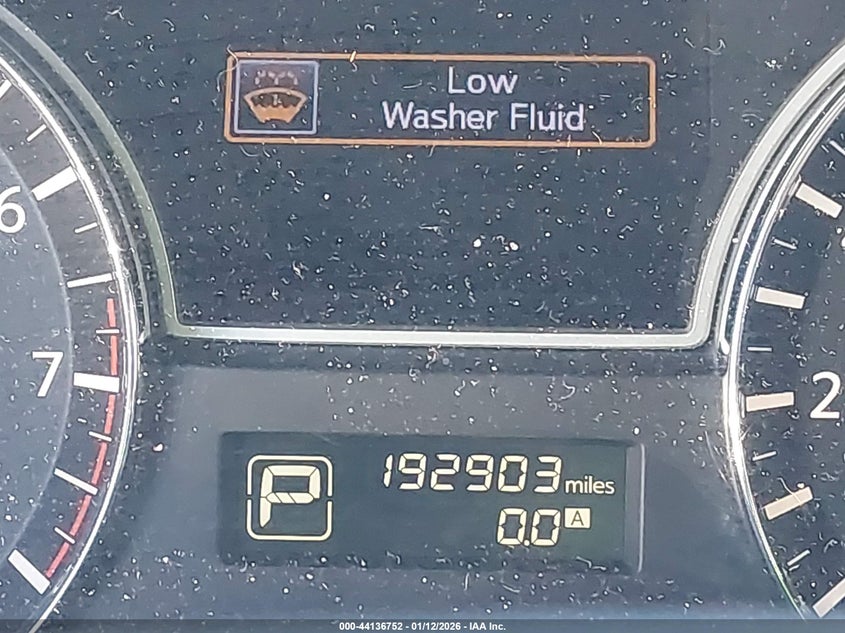 Low
Washer Fluid
6
7
2
P
192903 miles
0.0 A
000-44136752 - 01/12/2026 - IAA Inc.